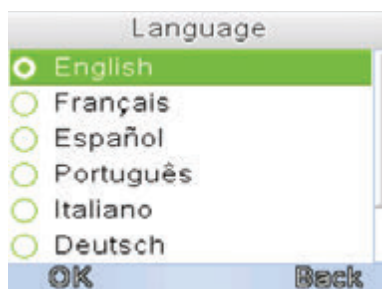 Language
English
Français
Español
Português
Italiano
Deutsch
OK Back